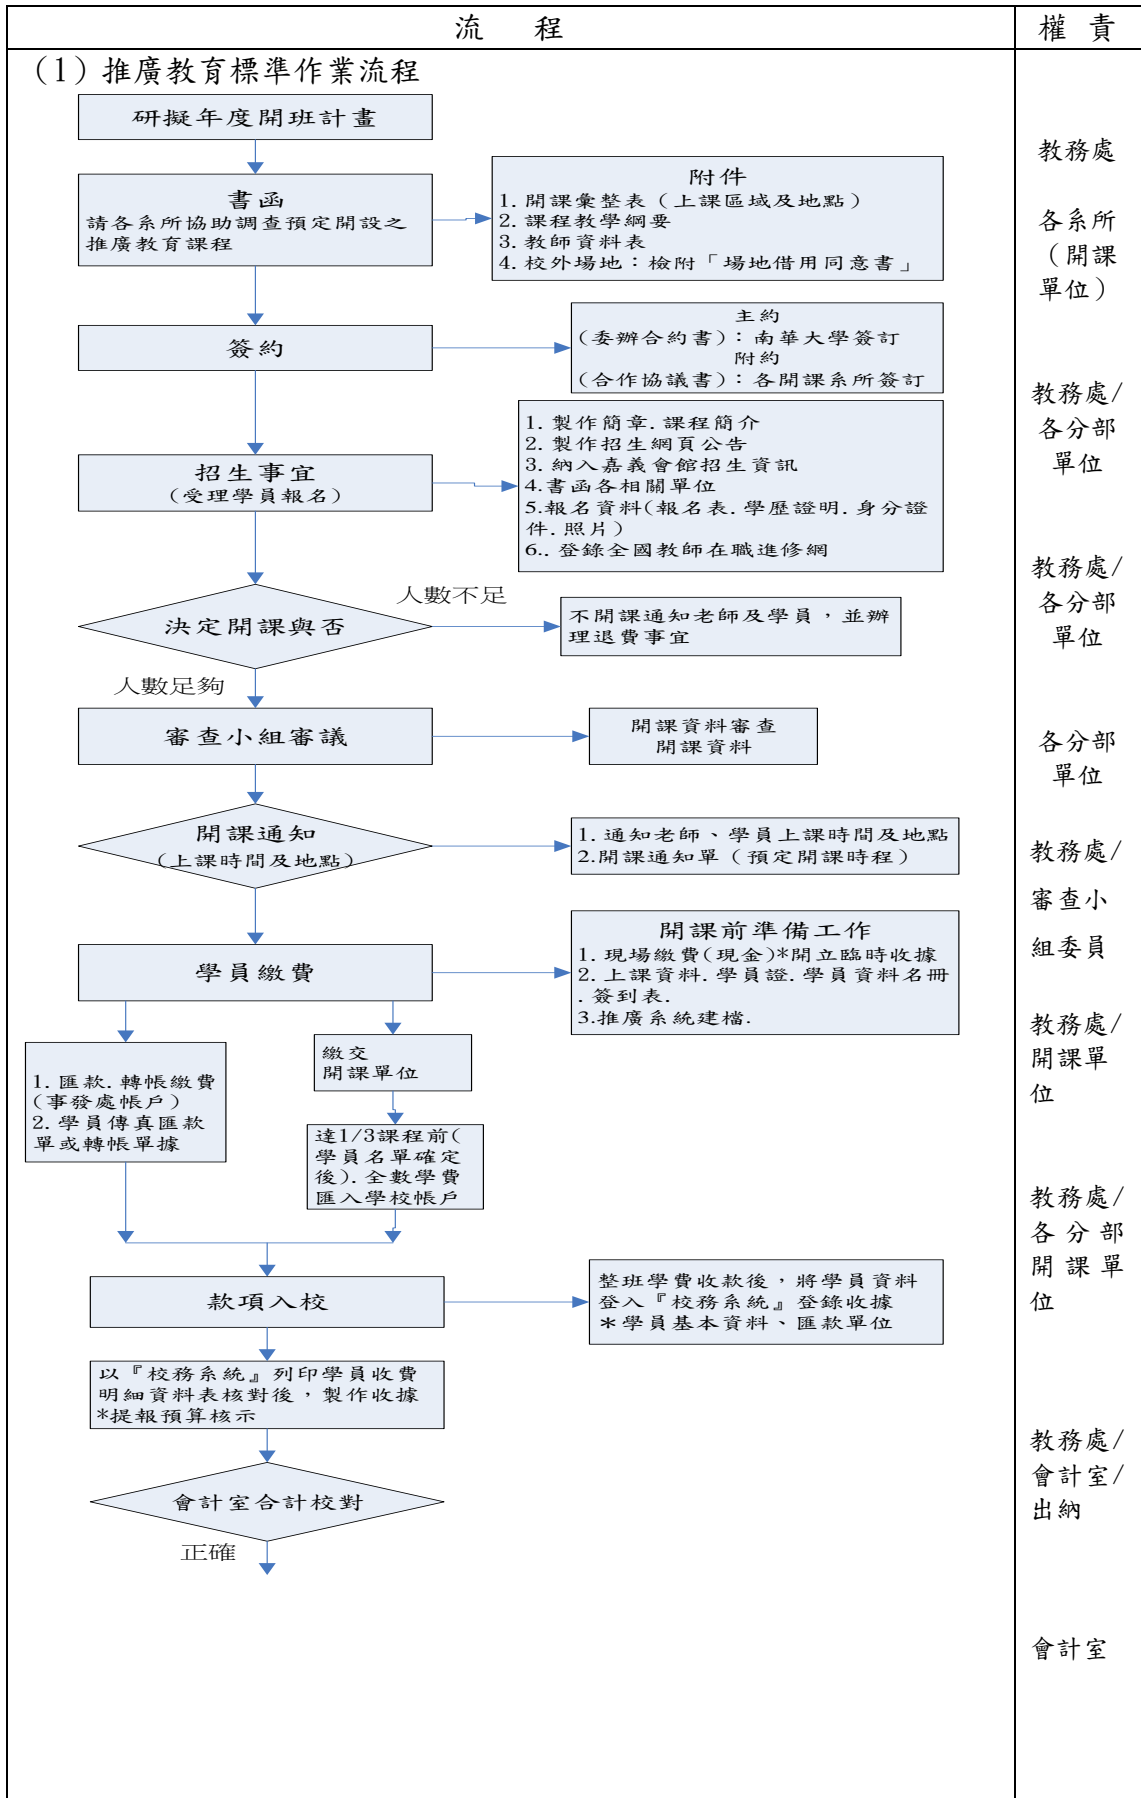 流　程
權 責
(1) 推廣教育標準作業流程
研擬年度開班計畫
書函
請各系所協助調查預定開設之
推廣教育課程
附件
1. 開課彙整表（上課區域及地點）
2. 課程教學綱要
3. 教師資料表
4. 校外場地：檢附「場地借用同意書」
簽約
主約
(委辦合約書)：南華大學簽訂
附約
(合作協議書)：各開課系所簽訂
招生事宜
(受理學員報名)
1. 製作簡章. 課程簡介
2. 製作招生網頁公告
3. 納入嘉義會館招生資訊
4.書函各相關單位
5.報名資料(報名表. 學歷證明. 身分證
件. 照片)
6.. 登錄全國教師在職進修網
決定開課與否
人數不足
不開課通知老師及學員，並辦
理退費事宜
人數足夠
審查小組審議
開課資料審查
開課資料
開課通知
(上課時間及地點)
1. 通知老師、學員上課時間及地點
2.開課通知單（預定開課時程）
學員繳費
開課前準備工作
1. 現場繳費(現金)*開立臨時收據
2. 上課資料. 學員證. 學員資料名冊
. 簽到表.
3.推廣系統建檔.
1. 匯款. 轉帳繳費
(事發處帳戶)
2. 學員傳真匯款
單或轉帳單據
繳交
開課單位
達1/3課程前(
學員名單確定
後). 全數學費
匯入學校帳戶
款項入校
整班學費收款後，將學員資料
登入『校務系統』登錄收據
＊學員基本資料、匯款單位
以『校務系統』列印學員收費
明細資料表核對後，製作收據
*提報預算核示
會計室合計校對
正確
教務處
各系所
（開課
單位）
教務處/
各分部
單位
教務處/
各分部
單位
各分部
單位
教務處/
審查小
組委員
教務處/
開課單
位
教務處/
各 分 部
開 課 單
位
教務處/
會計室/
出納
會計室